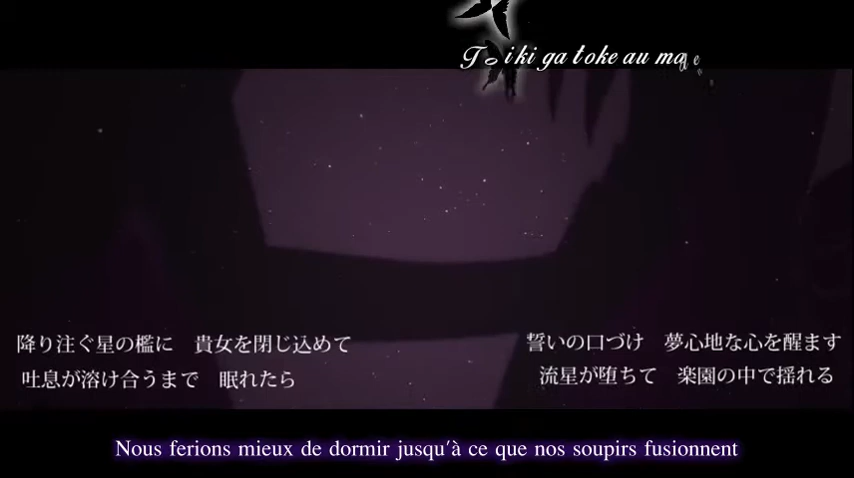 Toiki ga toke au made
降り注ぐ星の檻に　貴女を閉じ込めて
吐息が溶け合うまで　眠れたら
誓いの口づけ　夢心地な心を醒ます
流星が堕ちて　楽園の中で揺れる
Nous ferions mieux de dormir jusqu'à ce que nos soupirs fusionnent